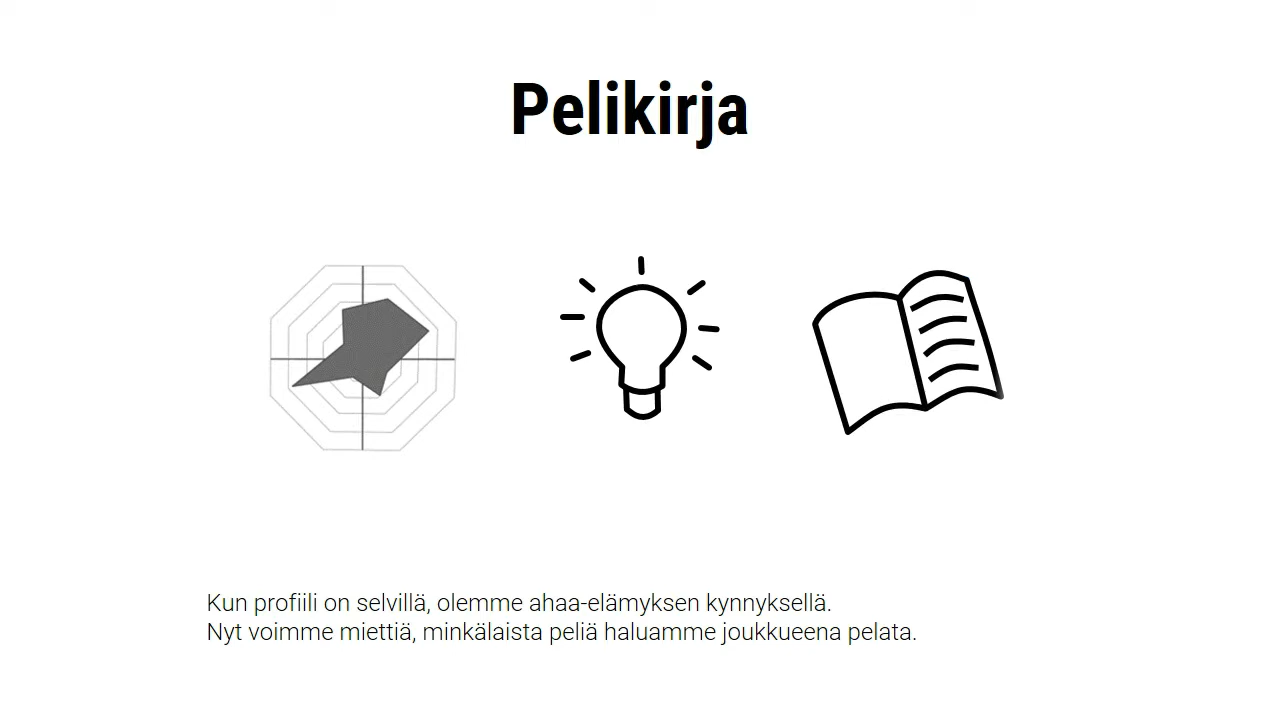 Pelikirja
Kun profiili on selvillä, olemme ahaa-elämyksen kynnyksellä.
Nyt voimme miettiä, minkälaista peliä haluamme joukkueena pelata.